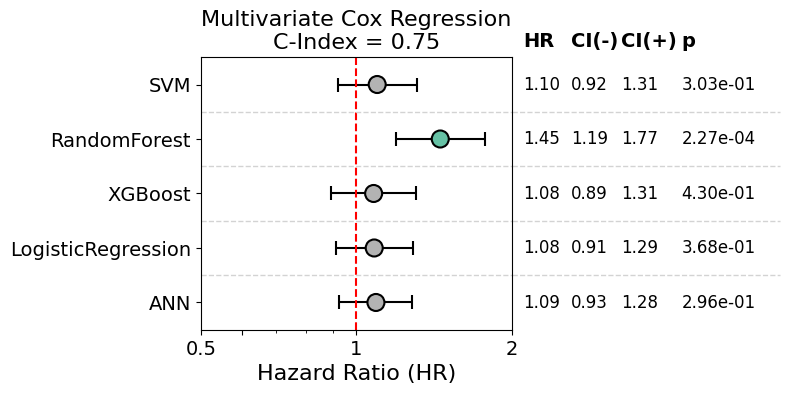 Multivariate Cox Regression
C-Index = 0.75
HR CI(-) CI(+) p
SVM 1.10 0.92 1.31 3.03e-01
RandomForest 1.45 1.19 1.77 2.27e-04
XGBoost 1.08 0.89 1.31 4.30e-01
LogisticRegression 1.08 0.91 1.29 3.68e-01
ANN 1.09 0.93 1.28 2.96e-01
0.5 1 2
Hazard Ratio (HR)